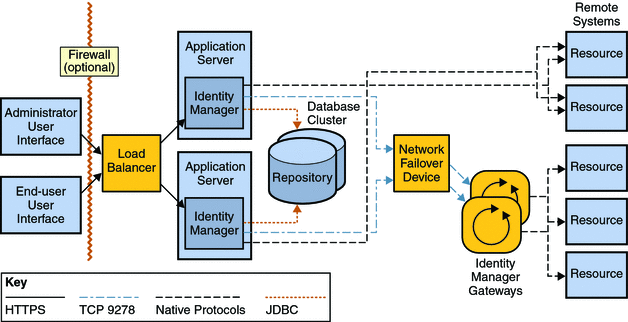 Remote
Systems
Firewall
(optional)
Application
Server
Identity
Manager
Resource
Resource
Administrator
User
Interface
Load
Balancer
Database
Cluster
Repository
Network
Failover
Device
End-user
User
Interface
Application
Server
Identity
Manager
Resource
Resource
Resource
Identity
Manager
Gateways
Key
HTTPS
TCP 9278
Native Protocols
JDBC